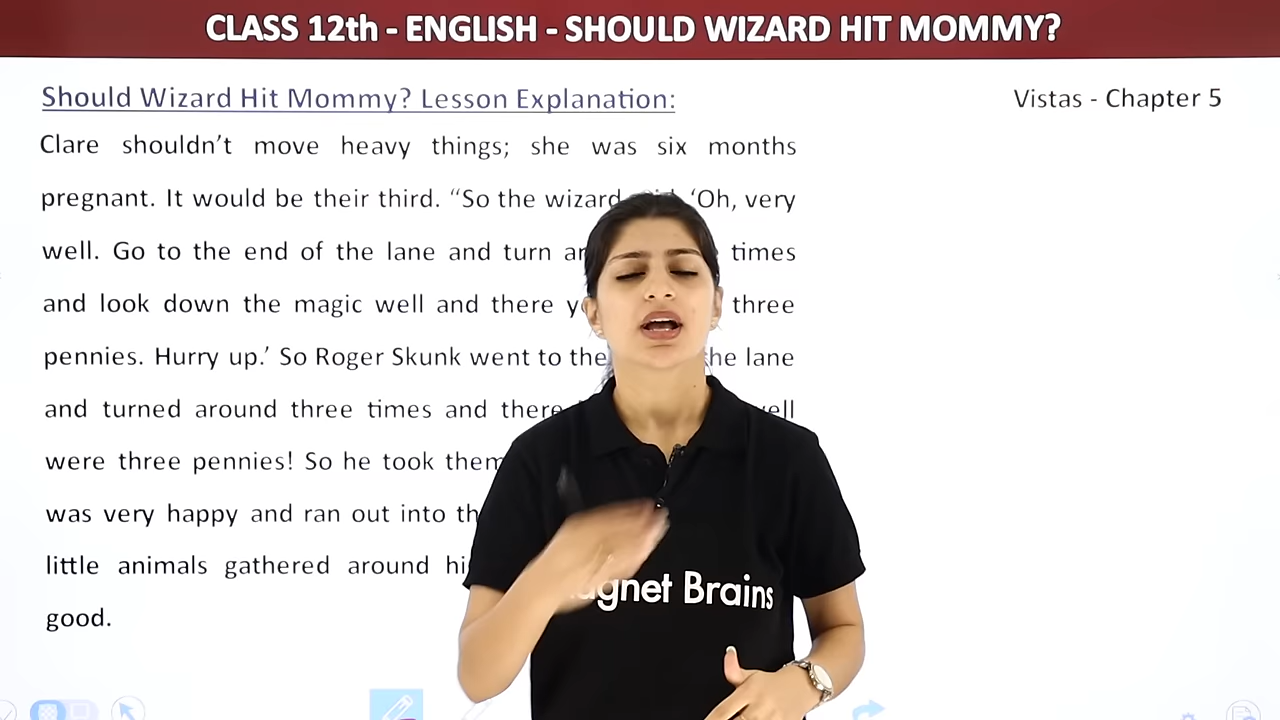 CLASS 12th - ENGLISH - SHOULD WIZARD HIT MOMMY?
Should Wizard Hit Mommy? Lesson Explanation:
Vistas - Chapter 5
Clare shouldn't move heavy things; she was six months
pregnant. It would be their third. “So the wizard ‘Oh, very
well. Go to the end of the lane and turn times
and look down the magic well and there three
pennies. Hurry up.’ So Roger Skunk went to the the lane
and turned around three times and there
were three pennies! So he took them
was very happy and ran out into
little animals gathered around
good.
Brains